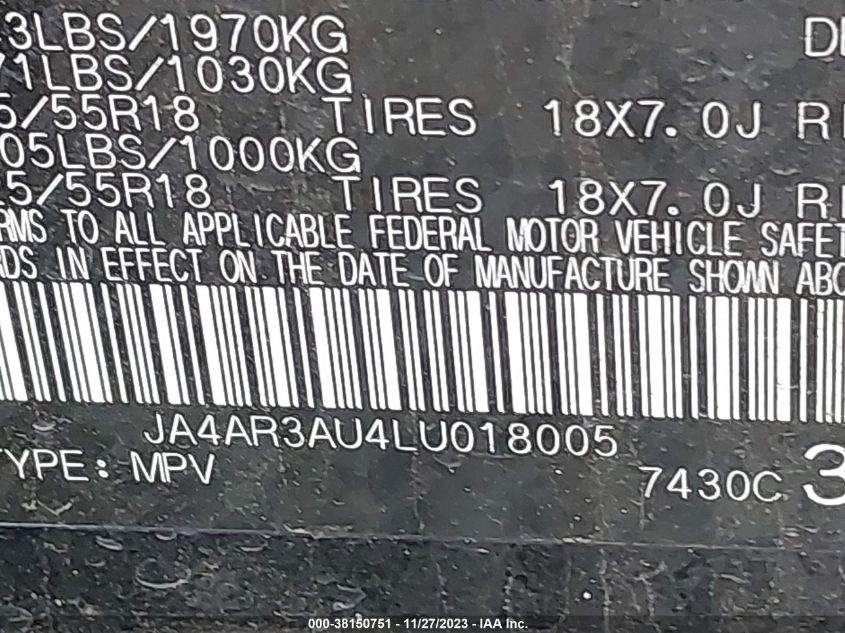 3LBS/1970KG
71LBS/1030KG
5/55R18 TIRES 18X7.0J
05LBS/1000KG
25/55R18 TIRES 18X7.0J
TO ALL APPLICABLE FEDERAL MOTOR VEHICLE
IN EFFECT ON THE DATE OF MANUFACTURE SHOWN
JA4AR3AU4LU018005
TYPE: MPV
7430C 3
000-38150751 - 11/27/2023 - IAA Inc.